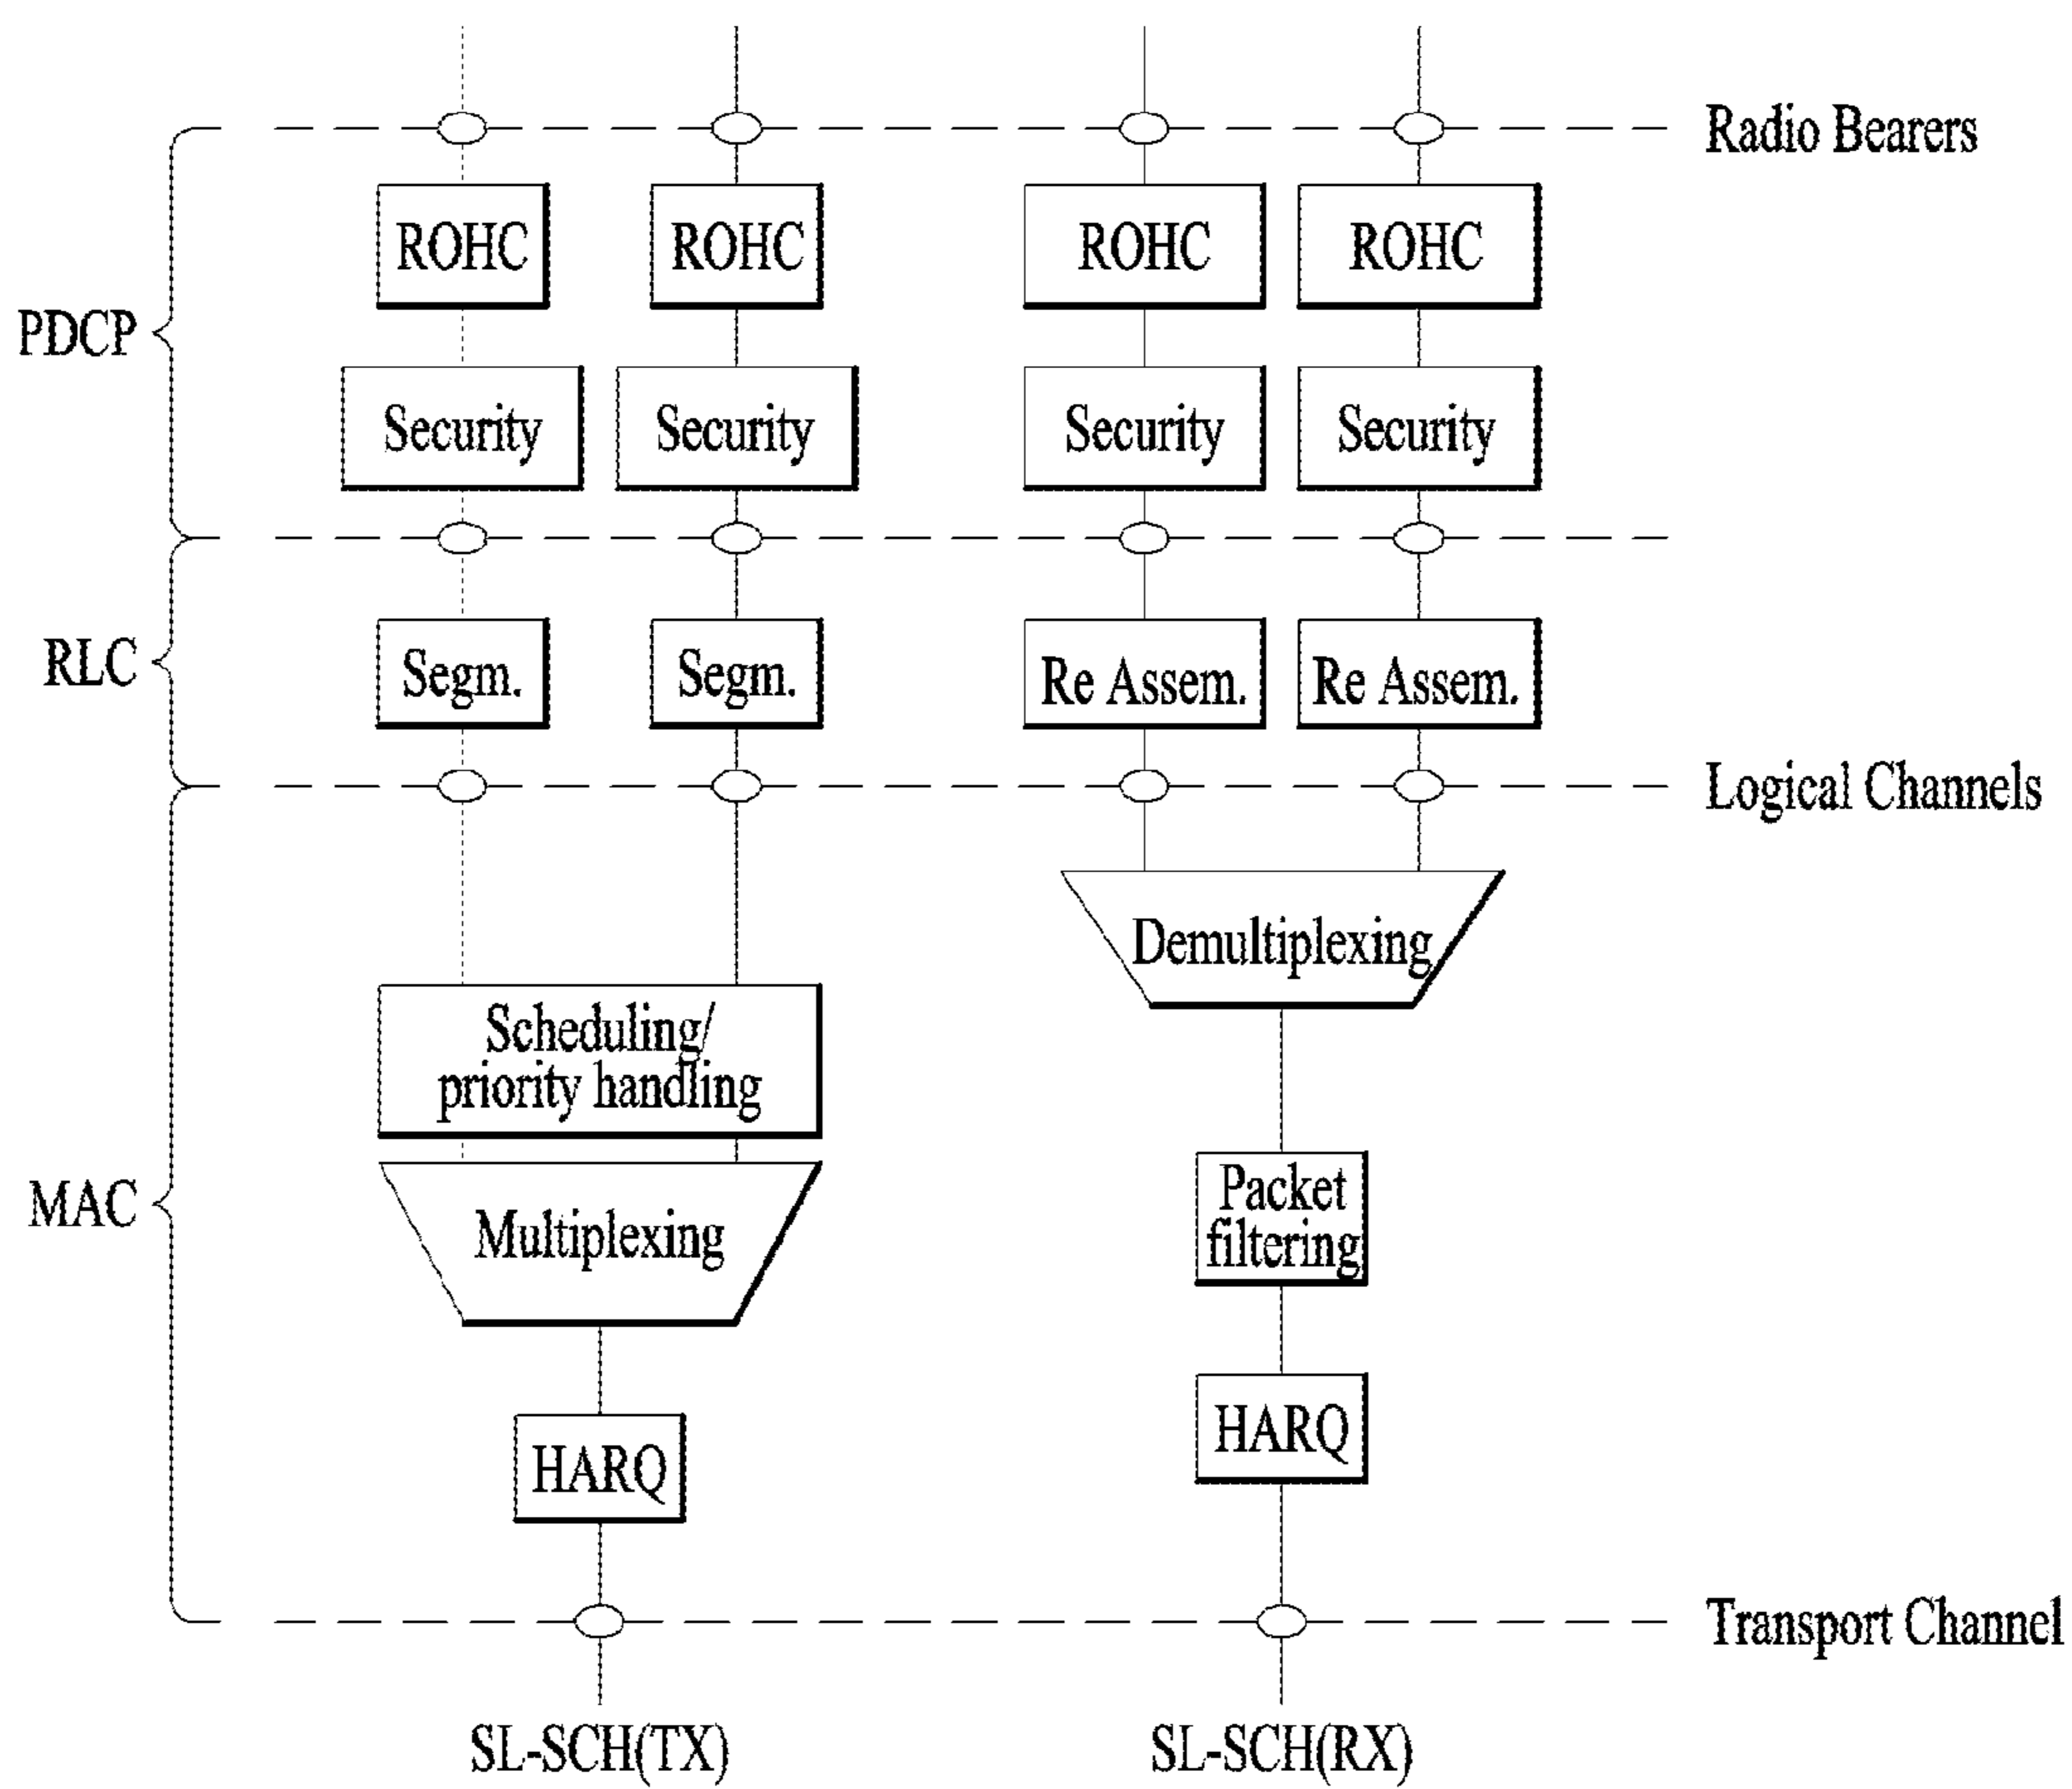 Radio Bearers
ROHC
ROHC
ROHC
ROHC
PDCP
Security
Security
Security
Security
RLC
Segm.
Segm.
Re Assem.
Re Assem.
Logical Channels
Demultiplexing
Scheduling/
priority handling
MAC
Multiplexing
Packet
filtering
HARQ
HARQ
Transport Channel
SL-SCH(TX)
SL-SCH(RX)